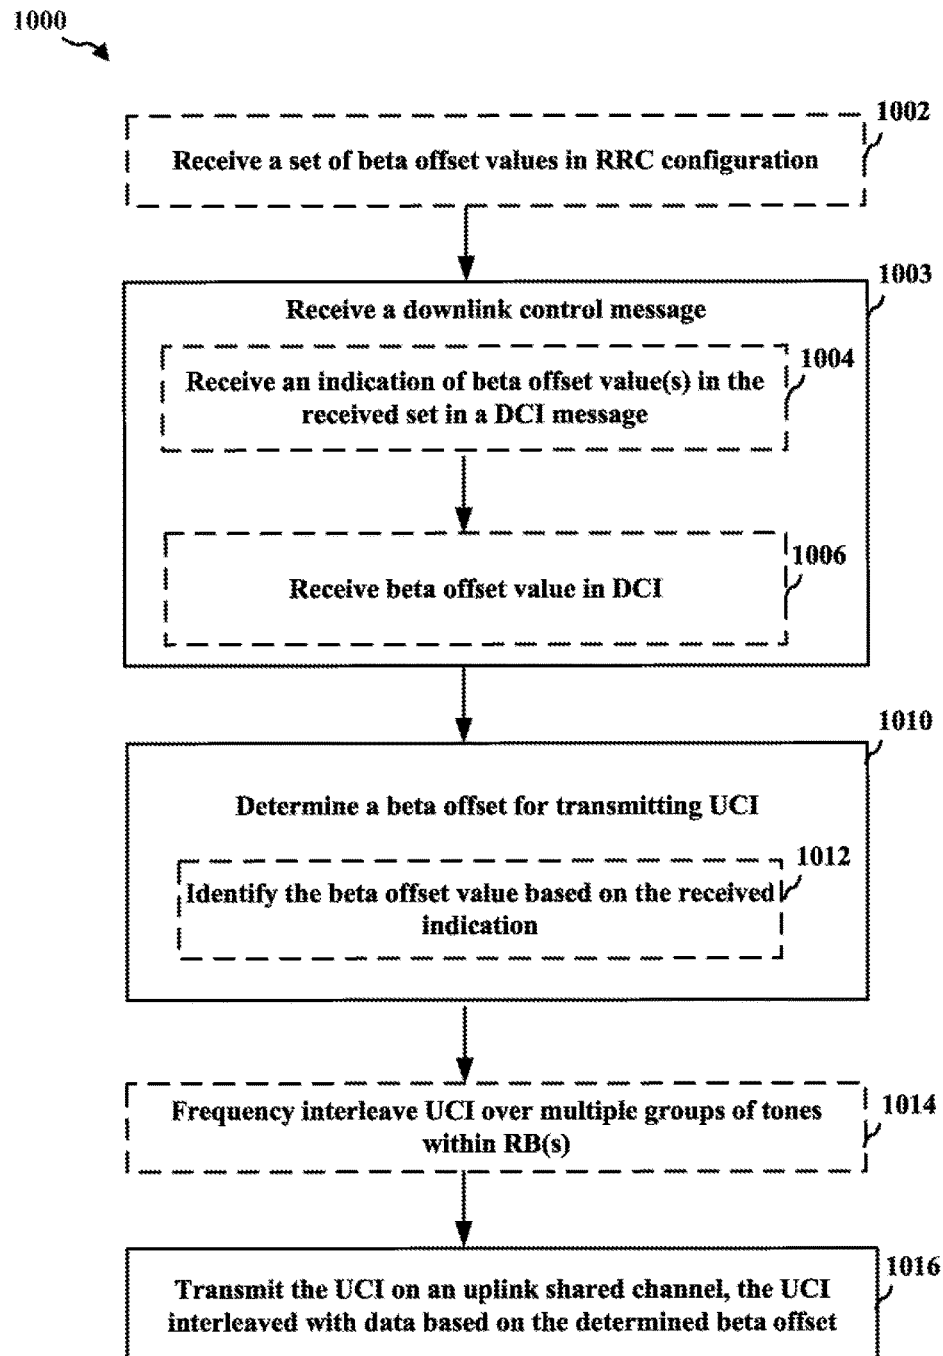 1000
1002
Receive a set of beta offset values in RRC configuration
1003
Receive a downlink control message
1004
Receive an indication of beta offset value(s) in the
received set in a DCI message
1006
Receive beta offset value in DCI
1010
Determine a beta offset for transmitting UCI
1012
Identify the beta offset value based on the received
indication
Frequency interleave UCI over multiple groups of tones
within RB(s)
1014
1016
Transmit the UCI on an uplink shared channel, the UCI
interleaved with data based on the determined beta offset